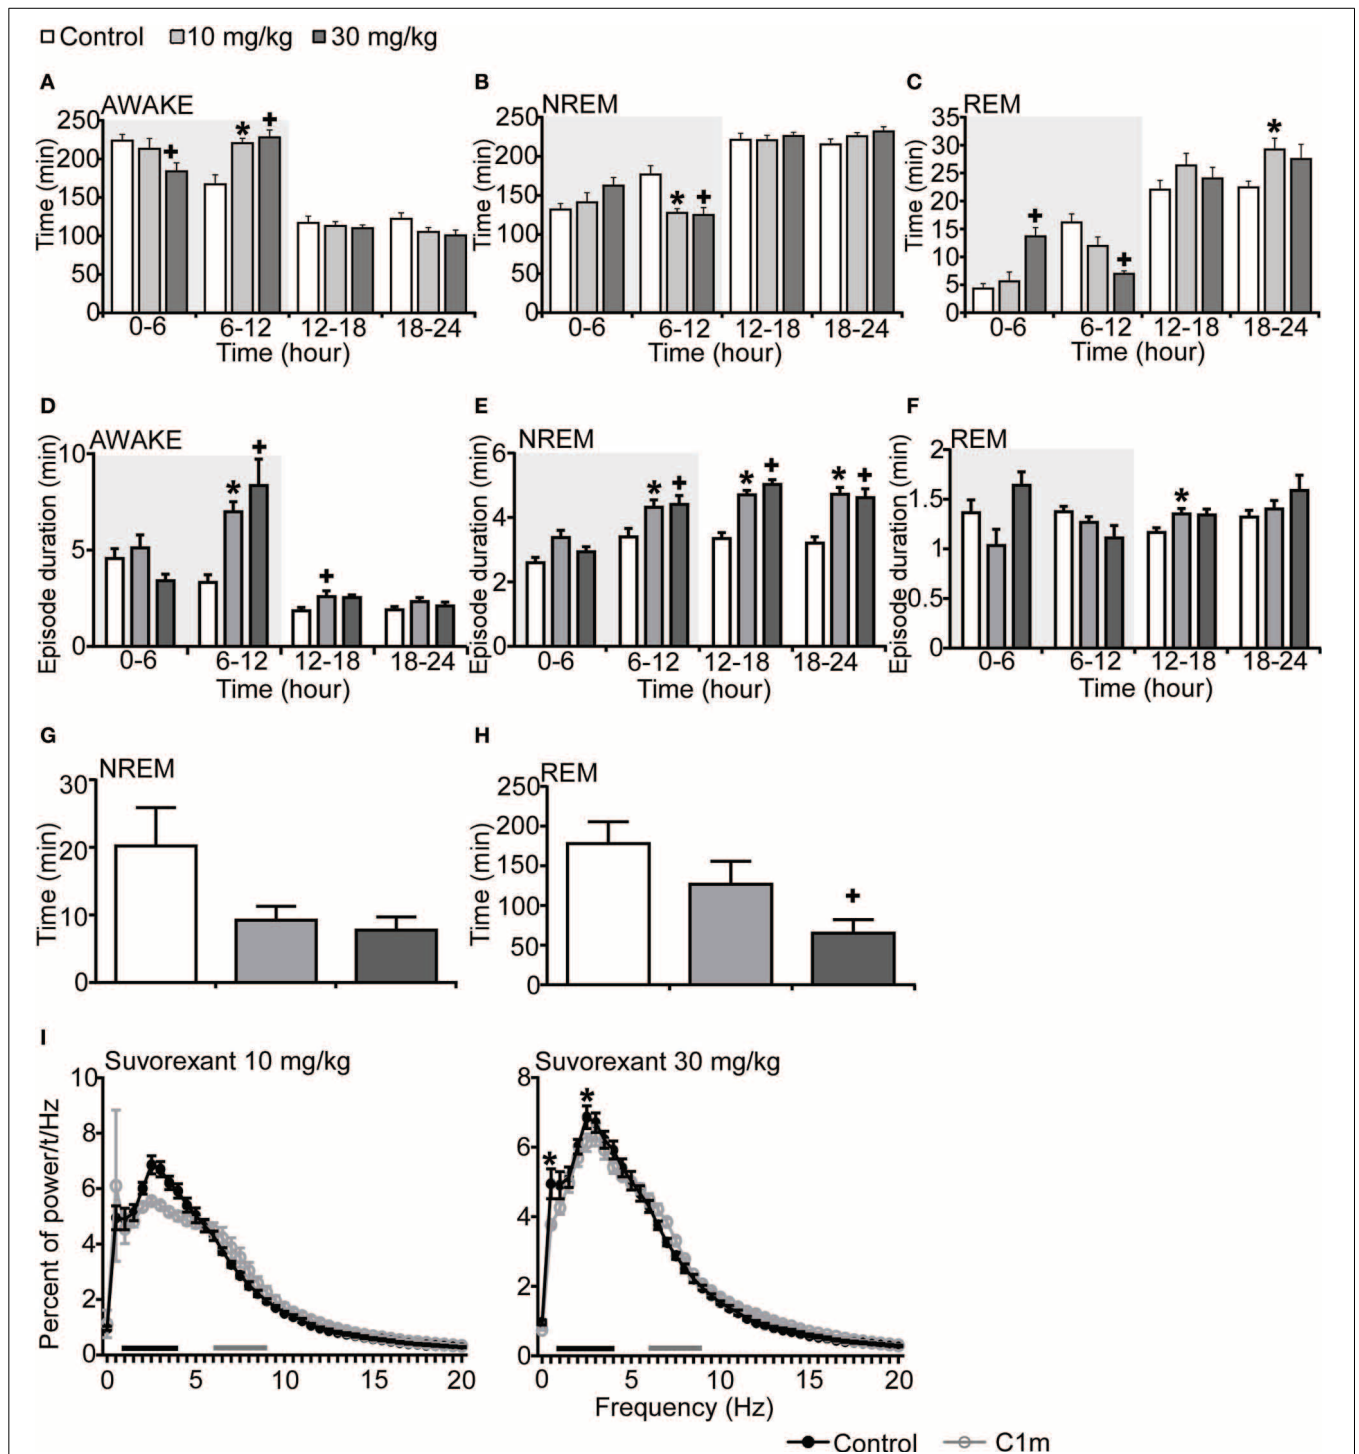 Control 10 mg/kg 30 mg/kg
A
AWAKE
Time (min)
250
200
150
100
50
0
*
+
+
0-6 6-12 12-18 18-24
Time (hour)
B
NREM
Time (min)
250
200
150
100
50
0
*
+
0-6 6-12 12-18 18-24
Time (hour)
C
REM
Time (min)
35
30
25
20
15
10
5
0
+
+
*
0-6 6-12 12-18 18-24
Time (hour)
D
AWAKE
Episode duration (min)
10
5
0
*
+
+
0-6 6-12 12-18 18-24
Time (hour)
E
NREM
Episode duration (min)
6
4
2
0
* + * + * +
0-6 6-12 12-18 18-24
Time (hour)
F
REM
Episode duration (min)
2
1.5
1
0.5
0
*
0-6 6-12 12-18 18-24
Time (hour)
G
NREM
Time (min)
30
20
10
0
H
REM
Time (min)
250
200
150
100
50
0
+
I
Suvorexant 10 mg/kg
Percent of power/t/Hz
10
8
6
4
2
0
0 5 10 15 20
Suvorexant 30 mg/kg
8
6
4
2
0
*
*
0 5 10 15 20
Frequency (Hz)
Control C1m